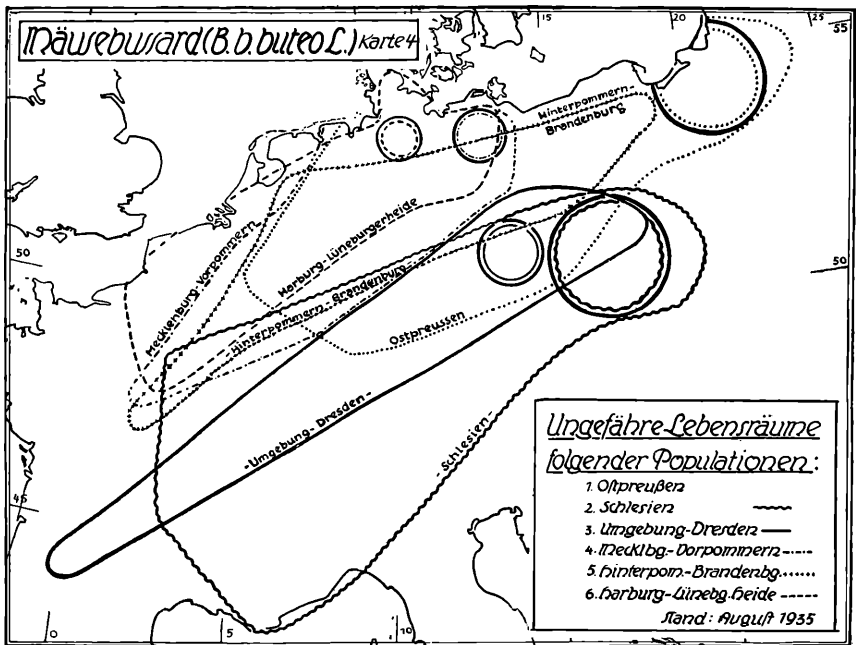 Mäusebussard (B. b. buteo L.) Karte 4
15
20
25
55
Hinterpommern
Brandenburg
50
50
Mecklenburg-Vorpommern
Harburg-Lüneburgerheide
Hinterpommern-Brandenburg
Ostpreussen
-Umgebung-Dresden-
-Schlesien-
45
0
5
10
Ungefähre Lebensräume
folgender Populationen:
1. Ostpreußen
2. Schlesien
3. Umgebung-Dresden
4. Mecklbg.-Vorpommern
5. Hinterpom.-Brandenbg.
6. Harburg-Lünebg. Heide
Stand: August 1935